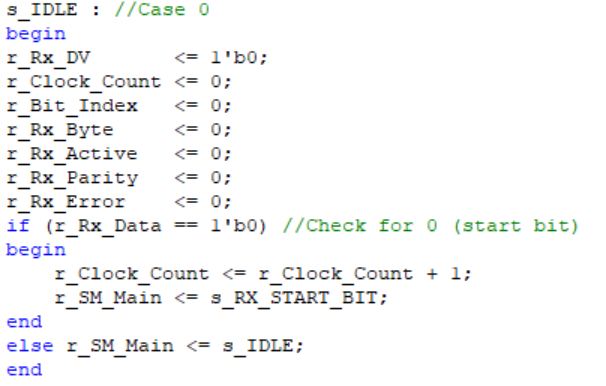 s_IDLE : //Case 0
begin
r_Rx_DV        <= 1'b0;
r_Clock_Count <= 0;
r_Bit_Index   <= 0;
r_Rx_Byte     <= 0;
r_Rx_Active   <= 0;
r_Rx_Parity   <= 0;
r_Rx_Error    <= 0;
if (r_Rx_Data == 1'b0) //Check for 0 (start bit)
begin
    r_Clock_Count <= r_Clock_Count + 1;
    r_SM_Main <= s_RX_START_BIT;
end
else r_SM_Main <= s_IDLE;
end